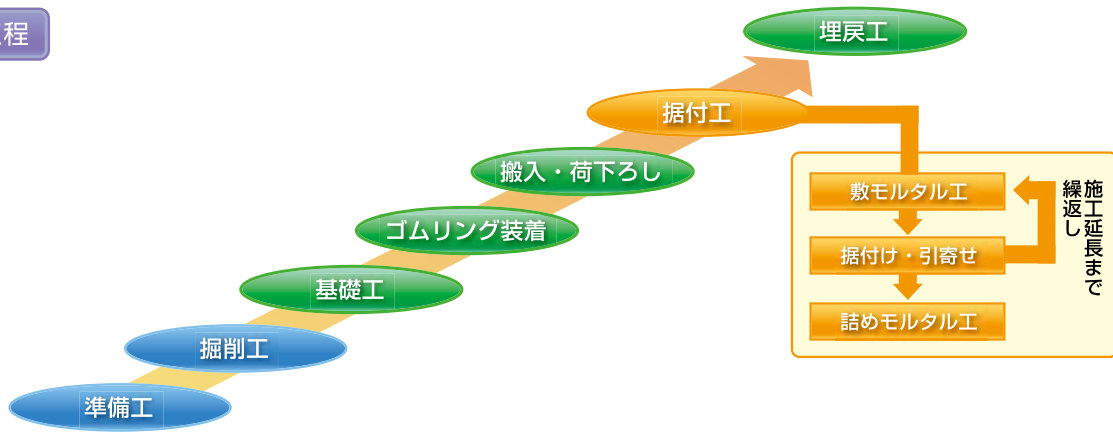 程
埋戻工
据付工
搬入・荷下ろし
ゴムリング装着
基礎工
掘削工
準備工
敷モルタル工
据付け・引寄せ
詰めモルタル工
施工延長まで
繰返し